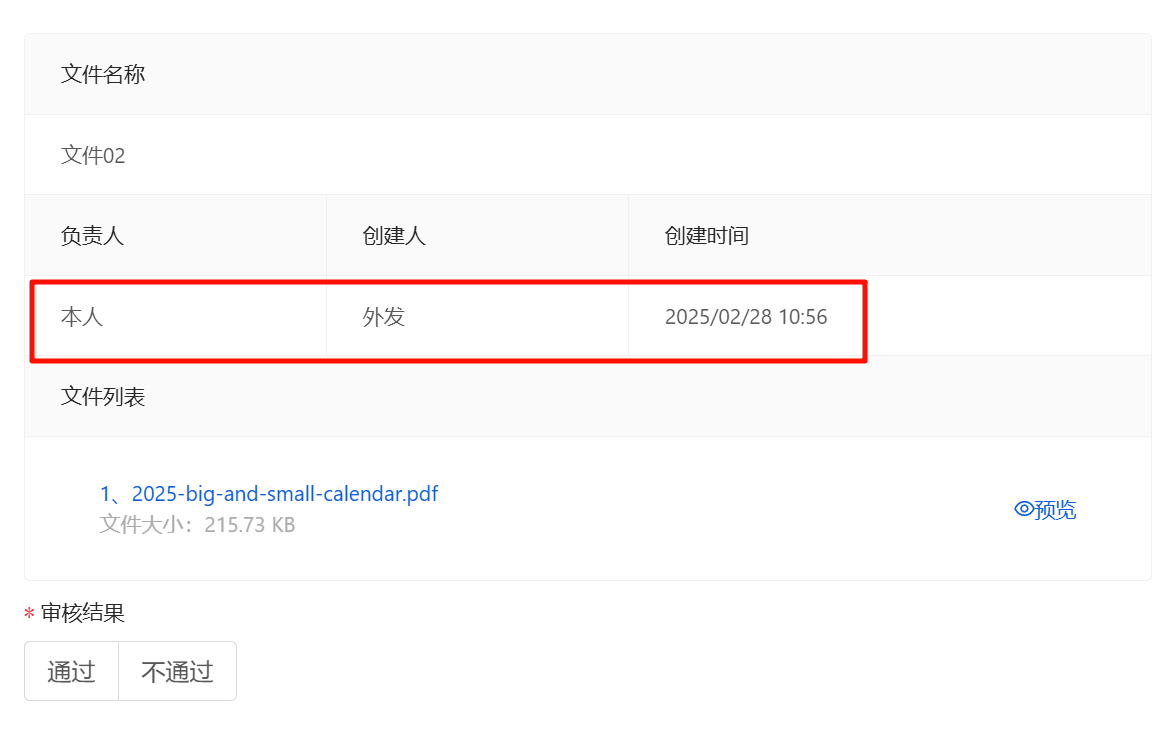 文件名称
文件02
负责人 创建人 创建时间
本人 外发 2025/02/28 10:56
文件列表
1、2025-big-and-small-calendar.pdf
文件大小：215.73 KB
预览
* 审核结果
通过 不通过